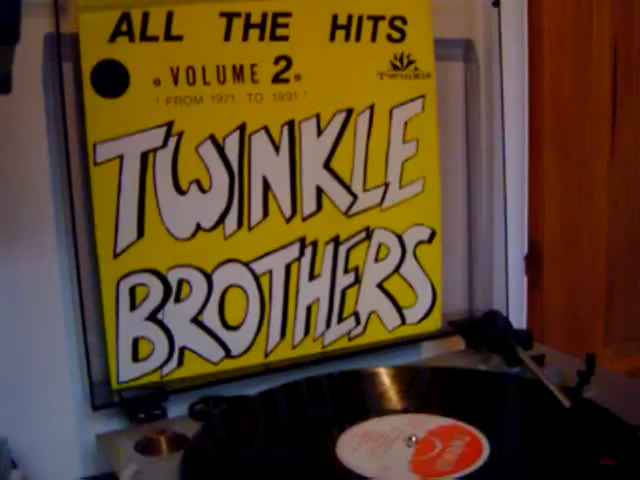 ALL THE HITS
• VOLUME 2•
Twinkle
( FROM 1971 TO 1991 )
TWINKLE
BROTHERS